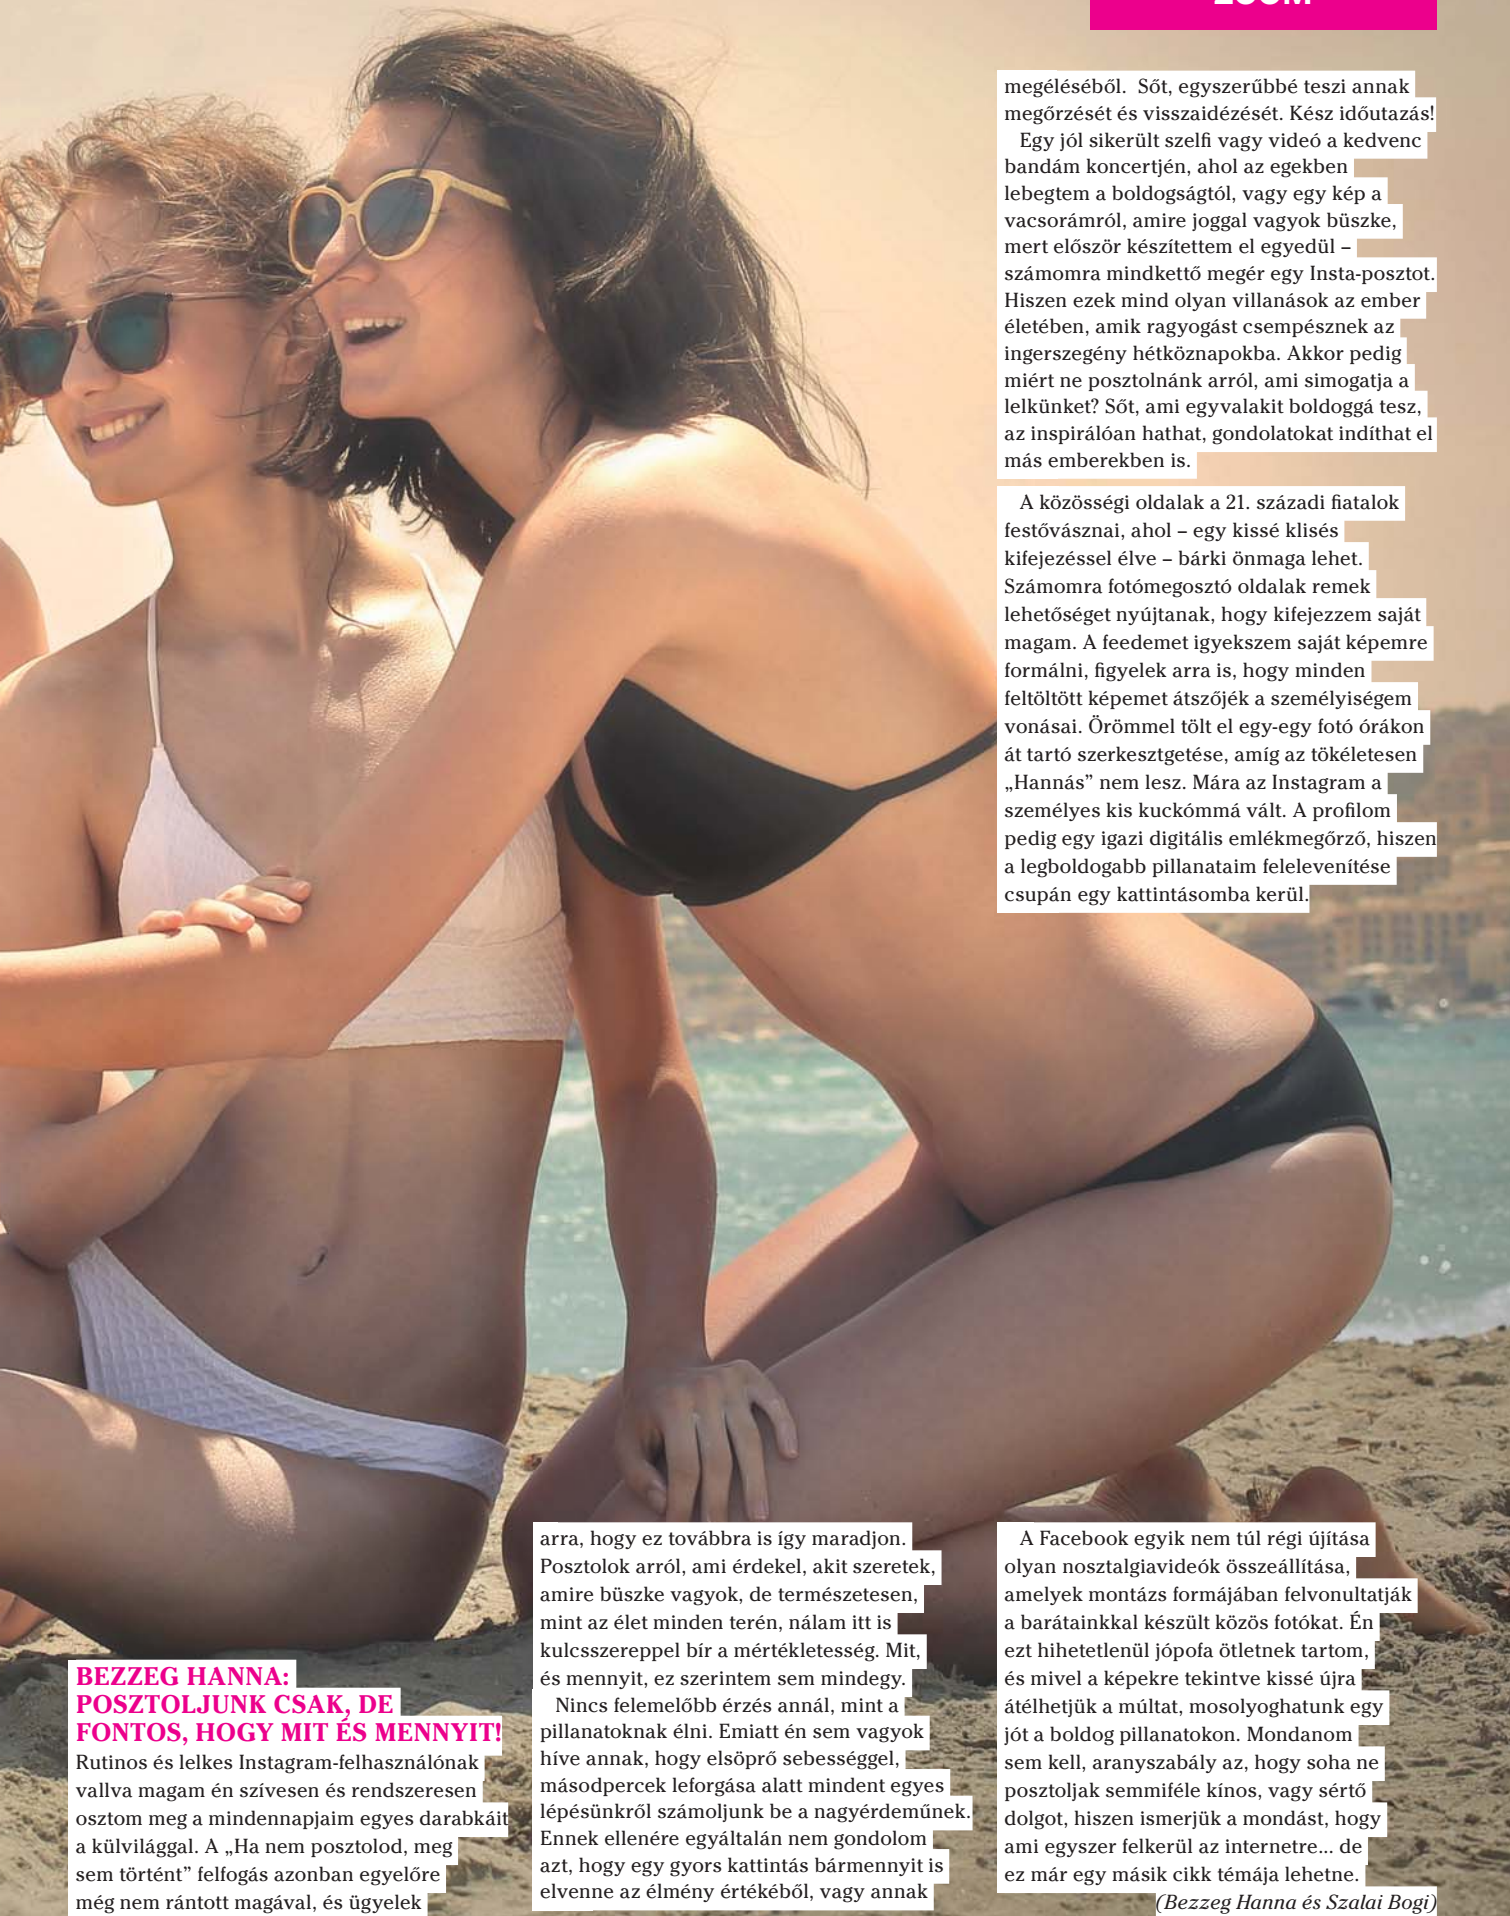 ZOOM
BEZZEG HANNA:
POSZTOLJUNK CSAK, DE
FONTOS, HOGY MIT ÉS MENNYIT!
Rutinos és lelkes Instagram-felhasználónak
vallva magam én szívesen és rendszeresen
osztom meg a mindennapjaim egyes darabkáit
a külvilággal. A „Ha nem posztolod, meg
sem történt” felfogás azonban egyelőre
még nem rántott magával, és ügyelek
arra, hogy ez továbbra is így maradjon.
Posztolok arról, ami érdekel, akit szeretek,
amire büszke vagyok, de természetesen,
mint az élet minden terén, nálam itt is
kulcsszereppel bír a mértékletesség. Mit,
és mennyit, ez szerintem sem mindegy.
Nincs felemelőbb érzés annál, mint a
pillanatoknak élni. Emiatt én sem vagyok
híve annak, hogy elsöprő sebességgel,
másodpercek leforgása alatt mindent egyes
lépésünkről számoljunk be a nagyérdeműnek.
Ennek ellenére egyáltalán nem gondolom
azt, hogy egy gyors kattintás bármennyit is
elvenne az élmény értékéből, vagy annak
megéléséből. Sőt, egyszerűbbé teszi annak
megőrzését és visszaidézését. Kész időutazás!
Egy jól sikerült szelfi vagy videó a kedvenc
bandám koncertjén, ahol az egekben
lebegtem a boldogságtól, vagy egy kép a
vacsorámról, amire joggal vagyok büszke,
mert először készítettem el egyedül –
számomra mindkettő megér egy Insta-posztot.
Hiszen ezek mind olyan villanások az ember
életében, amik ragyogást csempésznek az
ingerszegény hétköznapokba. Akkor pedig
miért ne posztolnánk arról, ami simogatja a
lelkünket? Sőt, ami egyvalakit boldoggá tesz,
az inspirálóan hathat, gondolatokat indíthat el
más emberekben is.
A közösségi oldalak a 21. századi fiatalok
festővásznai, ahol – egy kissé klisés
kifejezéssel élve – bárki önmaga lehet.
Számomra fotómegosztó oldalak remek
lehetőséget nyújtanak, hogy kifejezzem saját
magam. A feedemet igyekszem saját képemre
formálni, figyelek arra is, hogy minden
feltöltött képemet átszőjék a személyiségem
vonásai. Örömmel tölt el egy-egy fotó órákon
át tartó szerkesztgetése, amíg az tökéletesen
„Hannás” nem lesz. Mára az Instagram a
személyes kis kuckómmá vált. A profilom
pedig egy igazi digitális emlékmegőrző, hiszen
a legboldogabb pillanataim felelevenítése
csupán egy kattintásomba kerül.
A Facebook egyik nem túl régi újítása
olyan nosztalgiavideók összeállítása,
amelyek montázs formájában felvonultatják
a barátainkkal készült közös fotókat. Én
ezt hihetetlenül jópofa ötletnek tartom,
és mivel a képekre tekintve kissé újra
átélhetjük a múltat, mosolyoghatunk egy
jót a boldog pillanatokon. Mondanom
sem kell, aranyszabály az, hogy soha ne
posztoljak semmiféle kínos, vagy sértő
dolgot, hiszen ismerjük a mondást, hogy
ami egyszer felkerül az internetre... de
ez már egy másik cikk témája lehetne.
(Bezzeg Hanna és Szalai Bogi)